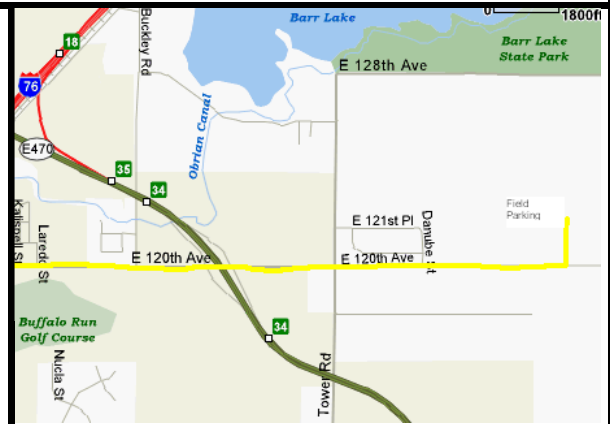 0
1800ft
Barr Lake
Barr Lake
State Park
E 128th Ave
Buckley Rd
18
76
Obrian Canal
E470
35
34
Field
Parking
E 121st Pl
Danube St
Kalispell St
Laredo St
E 120th Ave
E 120th Ave
Buffalo Run
Golf Course
34
Nucla St
Tower Rd